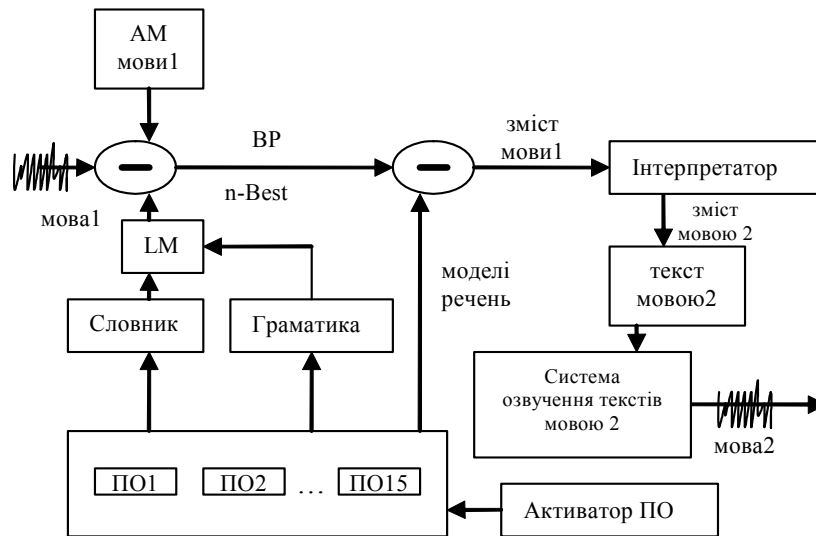 АМ
мови1
ВР
n-Best
зміст
мови1
Інтерпретатор
мова1
LM
зміст
мовою 2
моделі
речень
текст
мовою2
Словник
Граматика
Система
озвучення текстів
мовою 2
мова2
ПО1
ПО2
...
ПО15
Активатор ПО